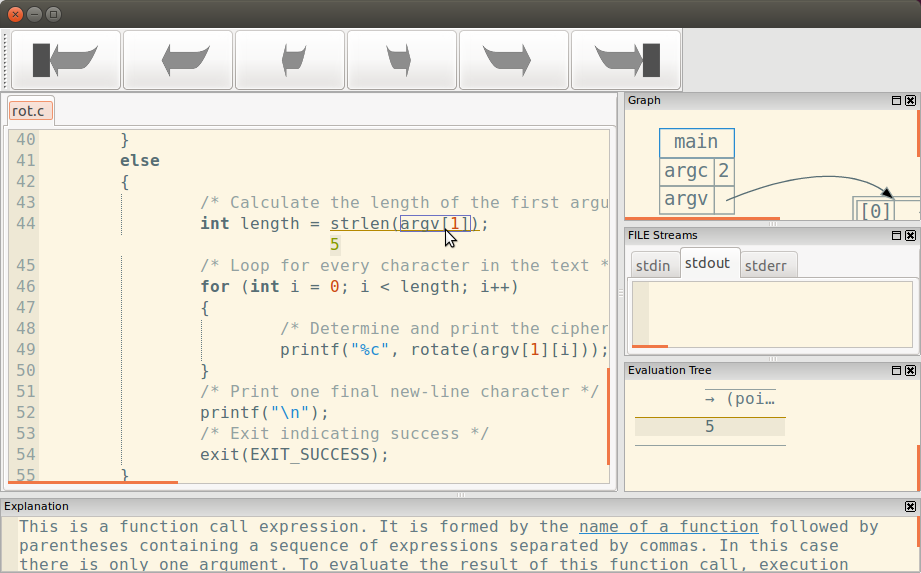 rot.c
40 }
41 else
42 {
43 /* Calculate the length of the first argu
44 int length = strlen(argv[1]);
5
45 /* Loop for every character in the text *
46 for (int i = 0; i < length; i++)
47 {
48 /* Determine and print the cipher
49 printf("%c", rotate(argv[1][i]));
50 }
51 /* Print one final new-line character */
52 printf("\n");
53 /* Exit indicating success */
54 exit(EXIT_SUCCESS);
55 }
Graph
main
argc 2
argv
[0]
FILE Streams
stdin stdout stderr
Evaluation Tree
→ (poi…
5
Explanation
This is a function call expression. It is formed by the name of a function followed by
parentheses containing a sequence of expressions separated by commas. In this case
there is only one argument. To evaluate the result of this function call, execution